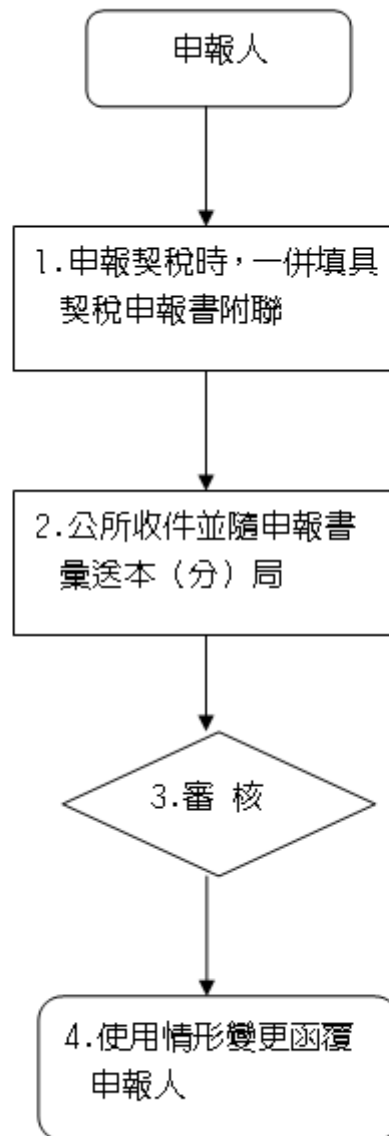 申報人
1.申報契稅時，一併填具
契稅申報書附聯
2.公所收件並隨申報書
彙送本（分）局
3.審 核
4.使用情形變更函覆
申報人